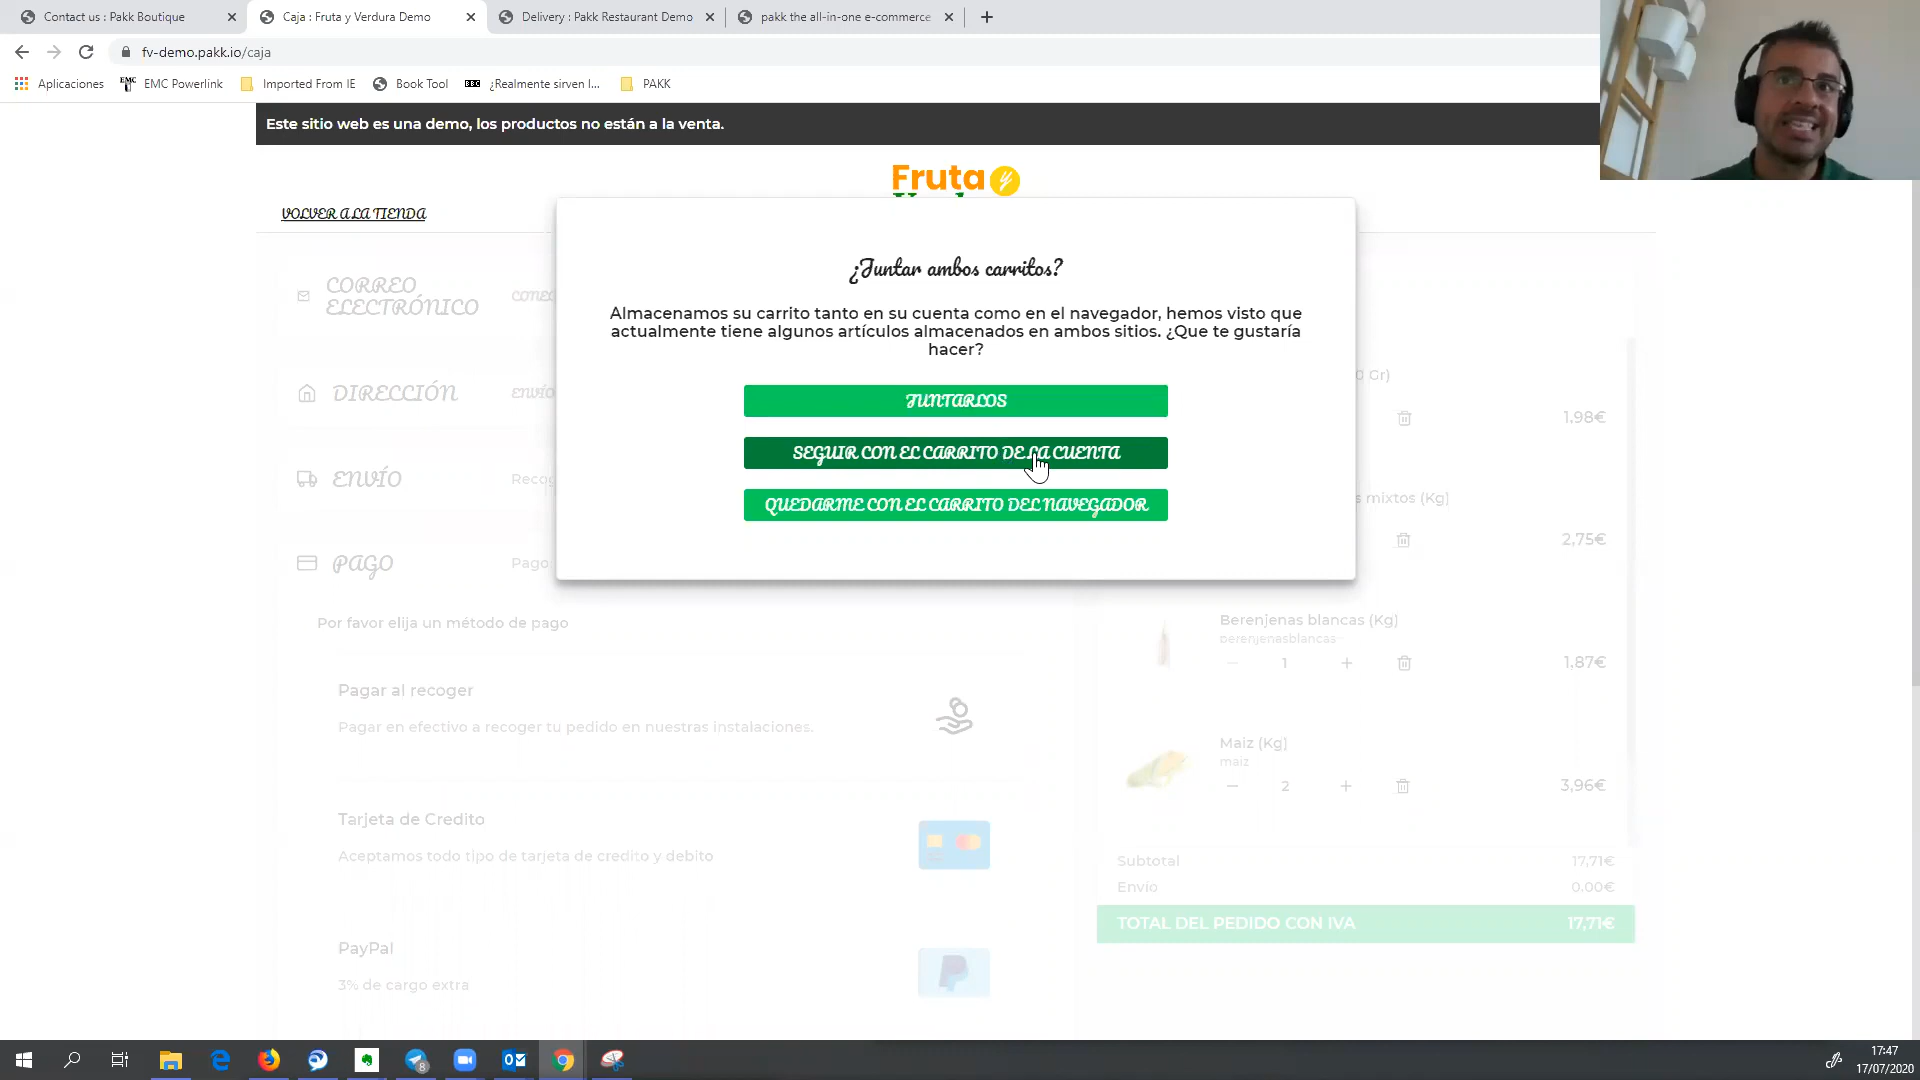 Contact us : Pakk Boutique
Caja : Fruta y Verdura Demo
Delivery : Pakk Restaurant Demo
pakk the all-in-one e-commerce
fv-demo.pakk.io/caja
Aplicaciones
EMC Powerlink
Imported From IE
Book Tool
BBC ¿Realmente sirven l...
PAKK
Este sitio web es una demo, los productos no están a la venta.
Fruta y
VOLVER A LA TIENDA
¿Juntar ambos carritos?
Almacenamos su carrito tanto en su cuenta como en el navegador, hemos visto que
actualmente tiene algunos artículos almacenados en ambos sitios. ¿Que te gustaría
hacer?
JUNTARLOS
SEGUIR CON EL CARRITO DE LA CUENTA
QUEDARME CON EL CARRITO DEL NAVEGADOR
CORREO
ELECTRÓNICO
DIRECCIÓN
ENVÍO
PAGO
Pago
Por favor elija un método de pago
Pagar al recoger
Pagar en efectivo a recoger tu pedido en nuestras instalaciones.
Tarjeta de Credito
Aceptamos todo tipo de tarjeta de credito y debito
PayPal
3% de cargo extra
0 Gr)
1,98€
s mixtos (Kg)
2,75€
Berenjenas blancas (Kg)
berenjenasblancas
1
1,87€
Maiz (Kg)
maiz
2
3,96€
Subtotal 17,71€
Envío 0.00€
TOTAL DEL PEDIDO CON IVA 17,71€
17:47
17/07/2020